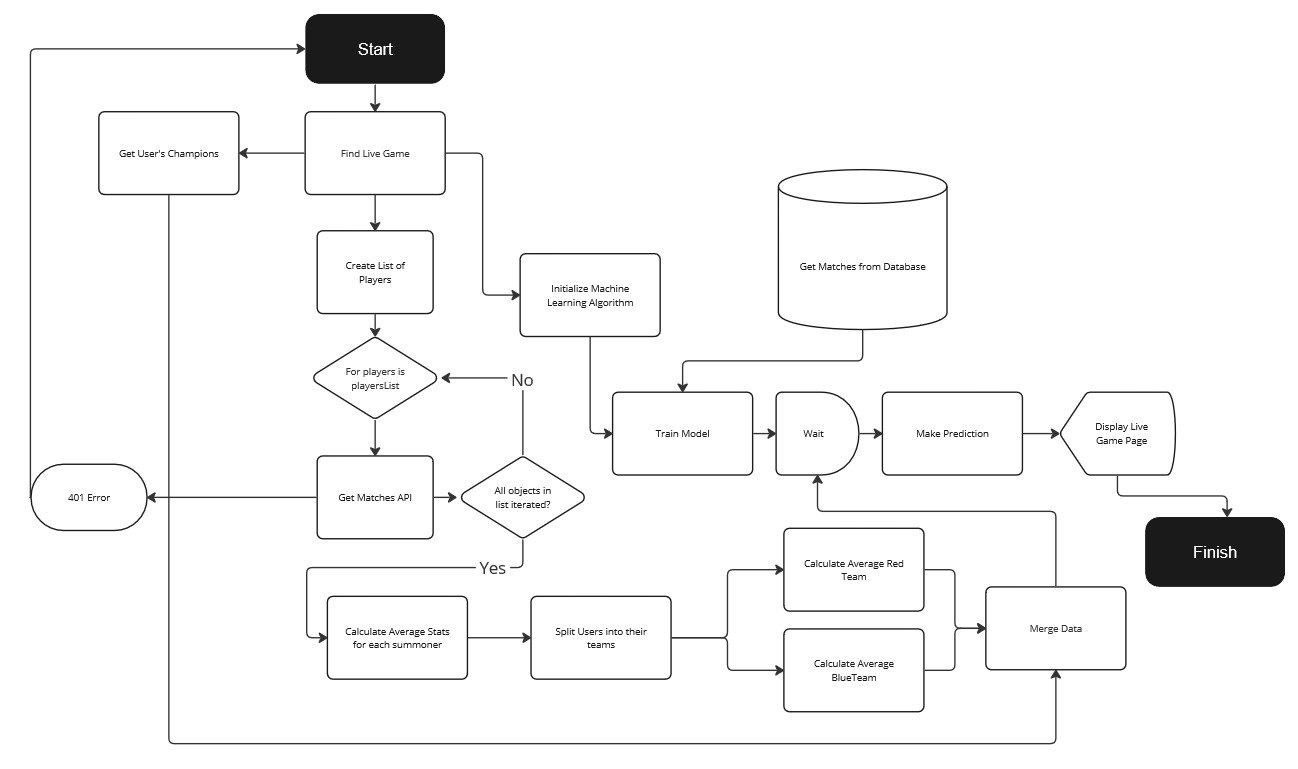 Start
Get User's Champions
Find Live Game
Create List of
Players
Initialize Machine
Learning Algorithm
Get Matches from Database
For players is
playersList
No
Train Model
Wait
Make Prediction
Display Live
Game Page
401 Error
Get Matches API
All objects in
list iterated?
Yes
Finish
Calculate Average Stats
for each summoner
Split Users into their
teams
Calculate Average Red
Team
Calculate Average
BlueTeam
Merge Data